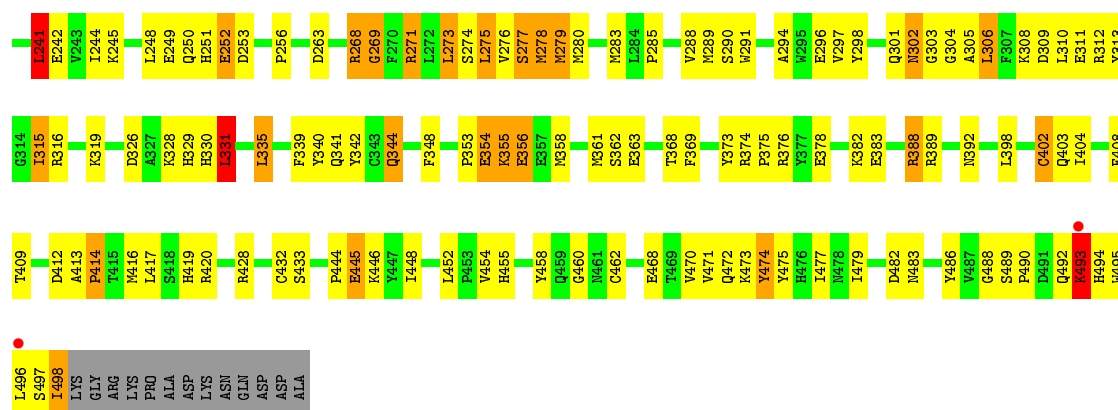 L241 E242 V243 I244 K245 L248 E249 Q250 H251 E252 D253 P256 D263 R268 G269 F270 R271 L272 L273 S274 L275 V276 S277 M278 M279 M280 M283 L284 P285 V288 M289 S290 W291 A294 W295 E296 V297 Y298 Q301 N302 G303 G304 A305 L306 F307 K308 D309 L310 E311 R312
G314 I315 R316 K319 D326 A327 K328 H329 H330 L331 L335 F339 Y340 Q341 Y342 C343 Q344 F348 P353 E354 K355 E356 E357 M358 M361 S362 E363 T368 F369 Y373 R374 P375 R376 Y377 E378 K382 E383 R388 R389 N392 L398 C402 Q403 I404
T409 D412 A413 P414 T415 M416 L417 S418 H419 R420 R428 C432 S433 P444 E445 K446 Y447 I448 L452 P453 V454 H455 Y458 Q459 G460 N461 C462 E468 T469 V470 V471 Q472 K473 Y474 Y475 H476 I477 N478 I479 D482 N483 Y486 V487 G488 S489 P490 D491 Q492 K493 H494
L496 S497 I498 LYS GLY ARG LYS PRO ALA ASP LYS ASN GLN ASP ASP ALA